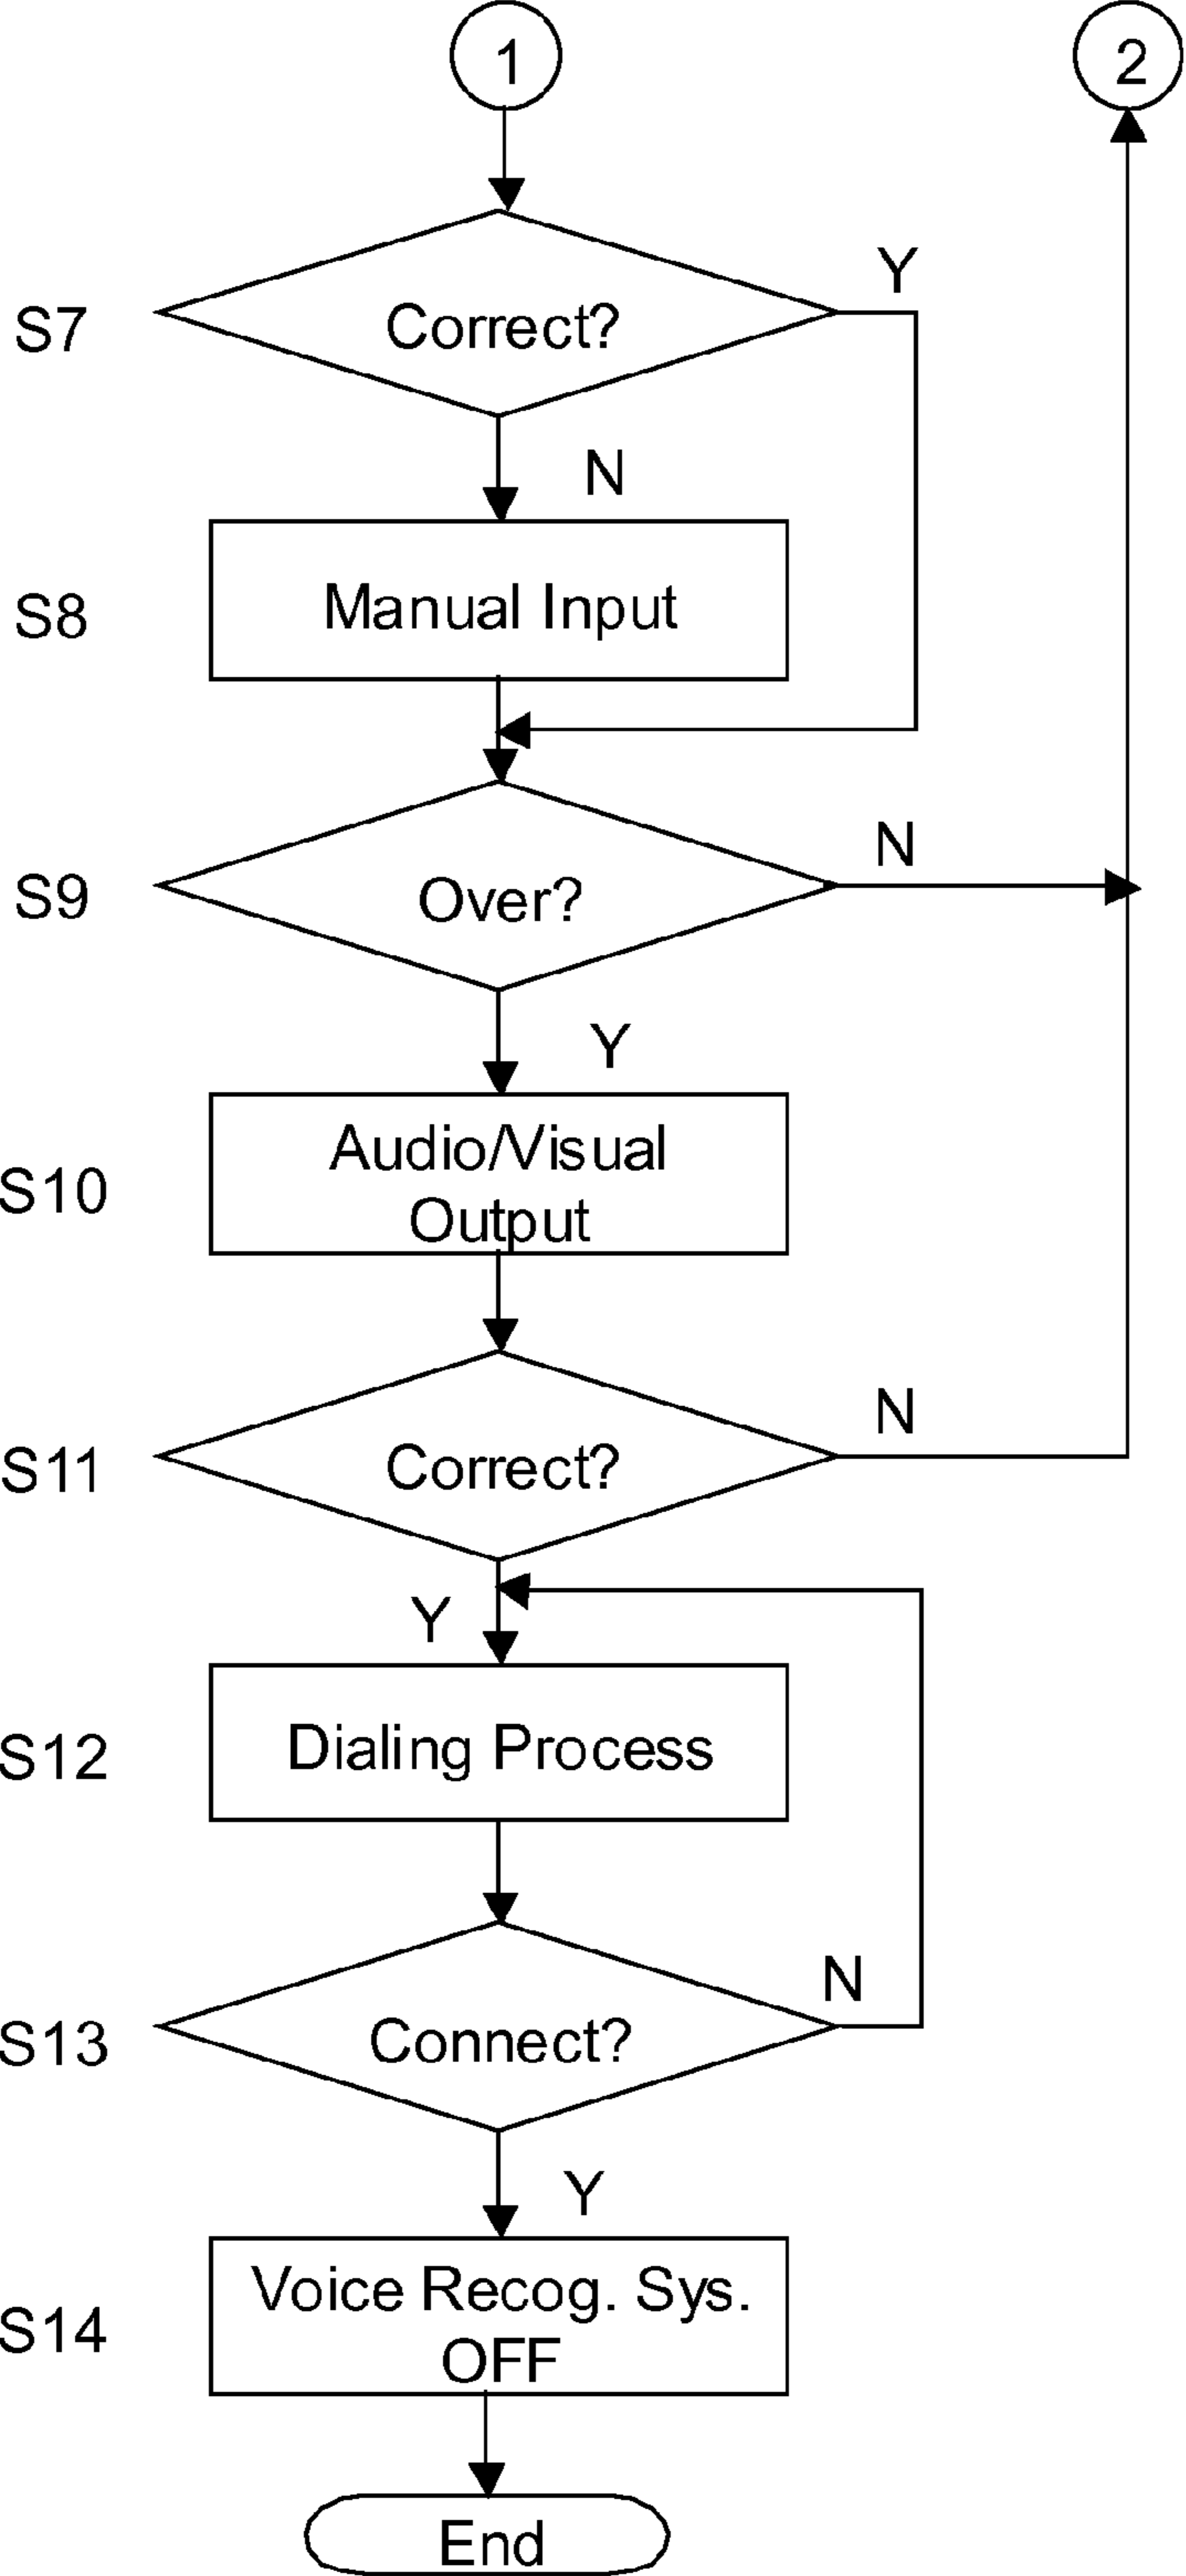 1
2
Y
S7
Correct?
N
S8
Manual Input
N
S9
Over?
Y
S10
Audio/Visual
Output
N
S11
Correct?
Y
S12
Dialing Process
N
S13
Connect?
Y
S14
Voice Recog. Sys.
OFF
End